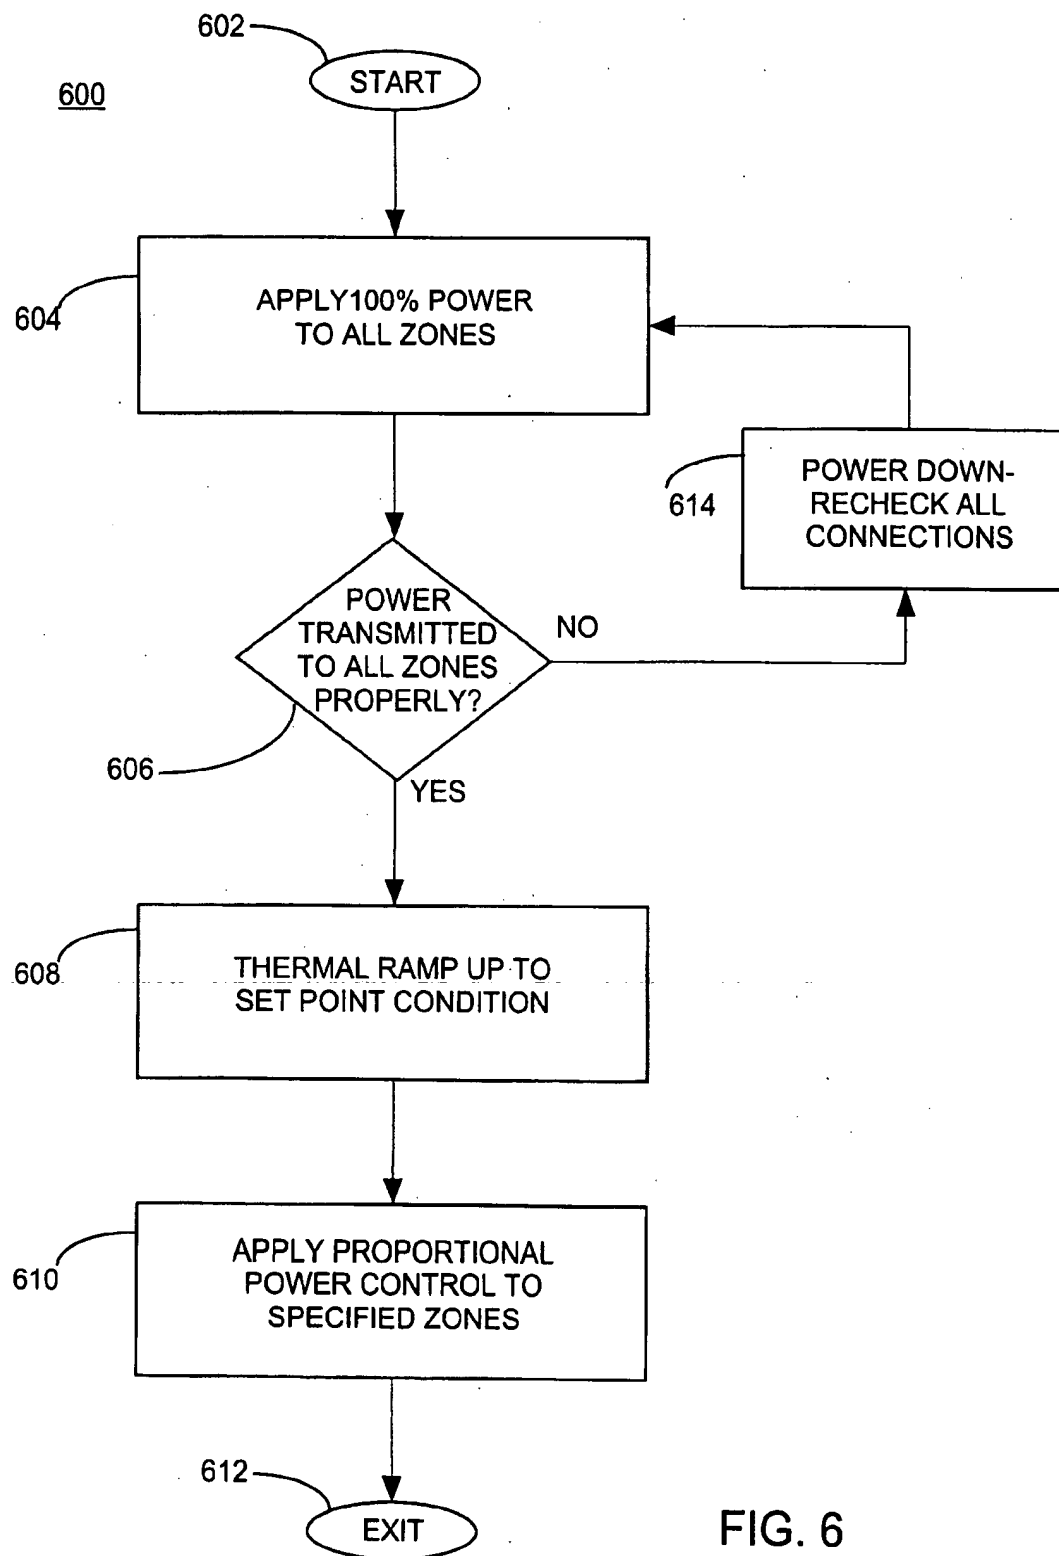 602
START
600
604
APPLY100% POWER
TO ALL ZONES
614
POWER DOWN-
RECHECK ALL
CONNECTIONS
POWER
TRANSMITTED
TO ALL ZONES
PROPERLY?
NO
606
YES
608
THERMAL RAMP UP TO
SET POINT CONDITION
610
APPLY PROPORTIONAL
POWER CONTROL TO
SPECIFIED ZONES
612
EXIT
FIG. 6